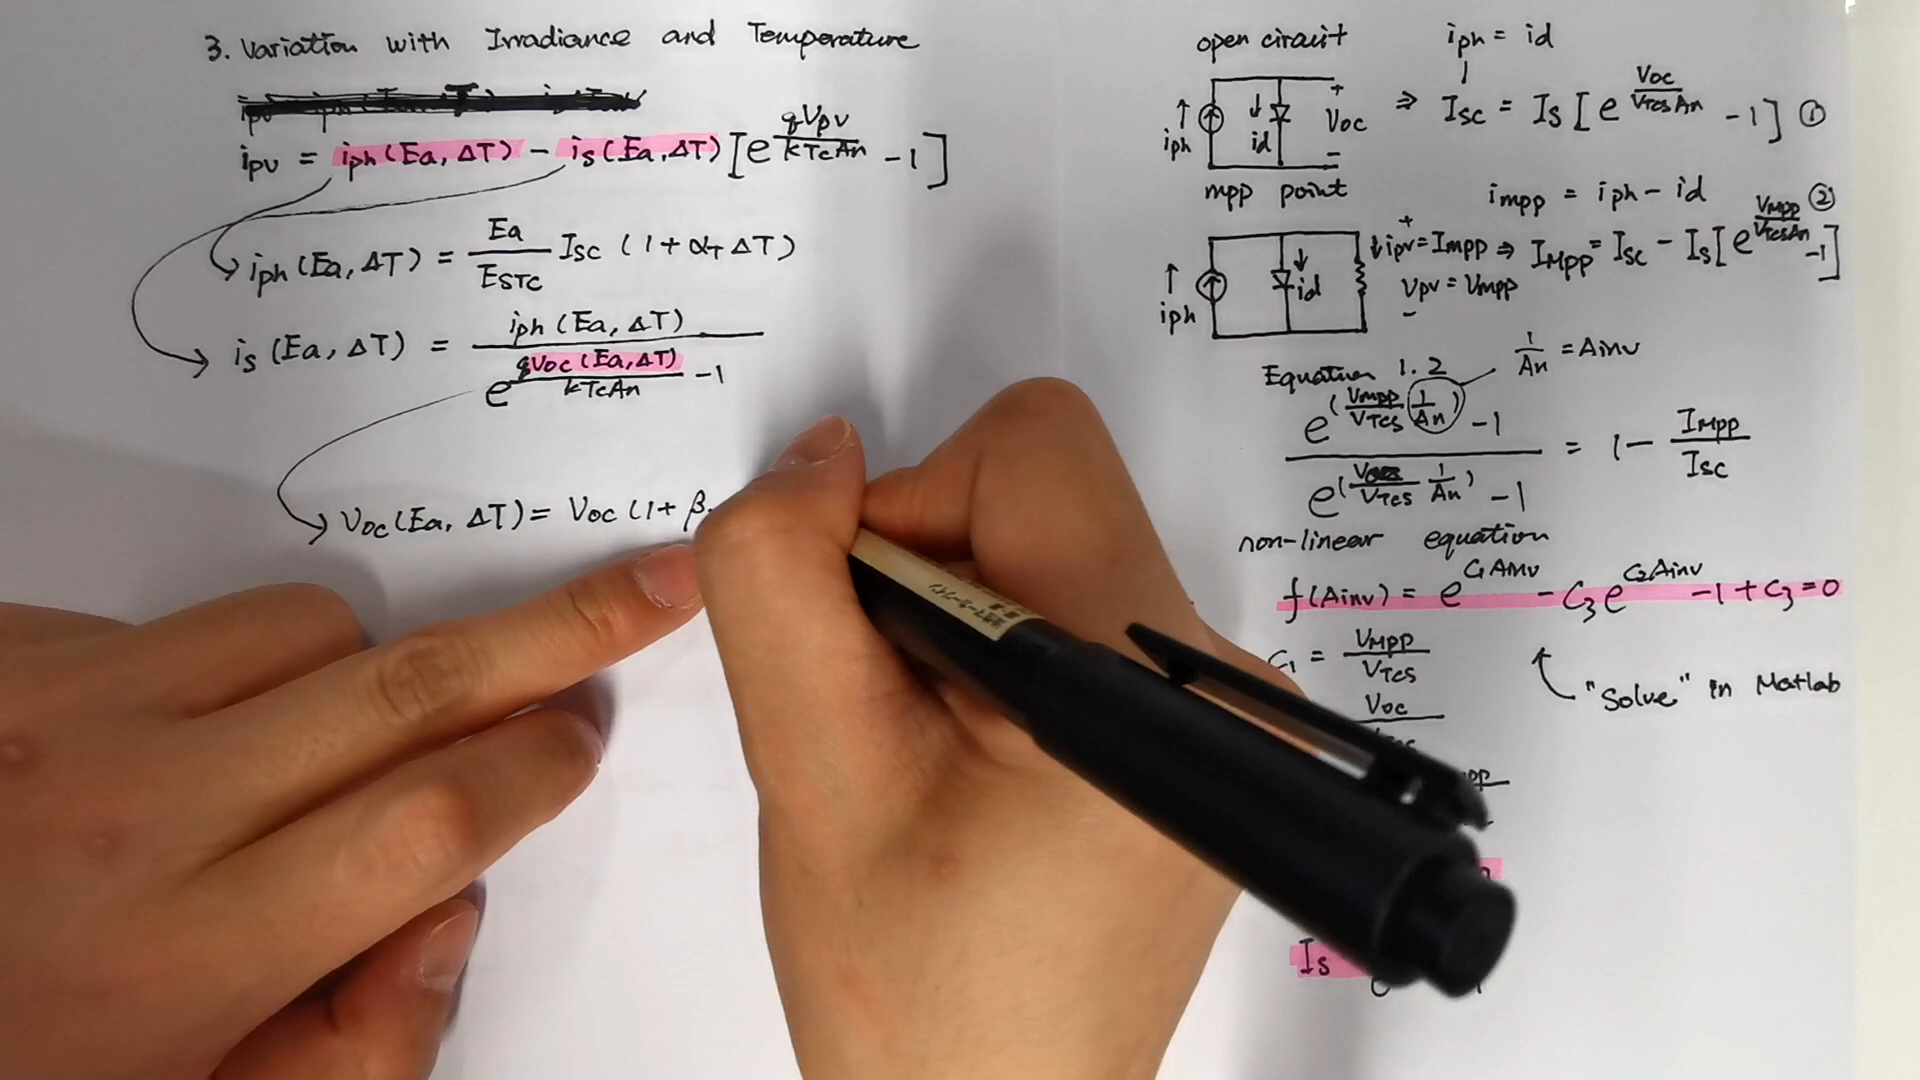 3. Variation with Irradiance and Temperature
ipv = iph(Ea, ΔT) - is(Ea, ΔT) [e^(qVpv/kTcAn) - 1]
iph(Ea, ΔT) = Ea/ESTC Isc (1 + αT ΔT)
is(Ea, ΔT) = iph(Ea, ΔT) / e^(qVoc(Ea, ΔT)/kTcAn) - 1
Voc(Ea, ΔT) = Voc (1 + β
open circuit
iph = id
iph
id
+
Voc
-
⇒ Isc = Is [e^(Voc/VTcsAn) - 1] ①
mpp point
impp = iph - id ②
iph
id
+
ipv = Impp ⇒ IMPP = Isc - Is[e^(VMPP/VTcsAn) - 1]
Vpv = Vmpp
-
Equation 1.2
1/An = Ainv
e^(VMPP/VTcs 1/An) - 1 / e^(Voc/VTcs 1/An) - 1 = 1 - IMPP/Isc
non-linear equation
f(Ainv) = e^(C1Ainv) - C3e^(C2Ainv) - 1 + C3 = 0
C1 = VMPP/VTcs
"Solve" in Matlab
Voc
Is